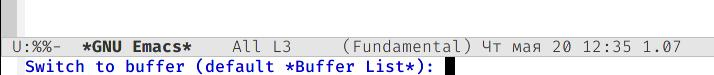 U:%%-  *GNU Emacs*    All L3     (Fundamental) Чт мая 20 12:35 1.07
Switch to buffer (default *Buffer List*):